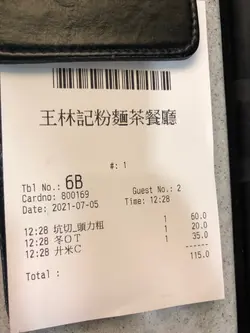 王林記粉麵茶餐廳
#: 1
Tbl No.: 6B
Cardno: 800169 Guest No.: 2
Date: 2021-07-05 Time: 12:28
12:28 坑切_頭力租 1 60.0
12:28 冬OT 1 20.0
12:28 升米C 1 35.0
115.0
Total :